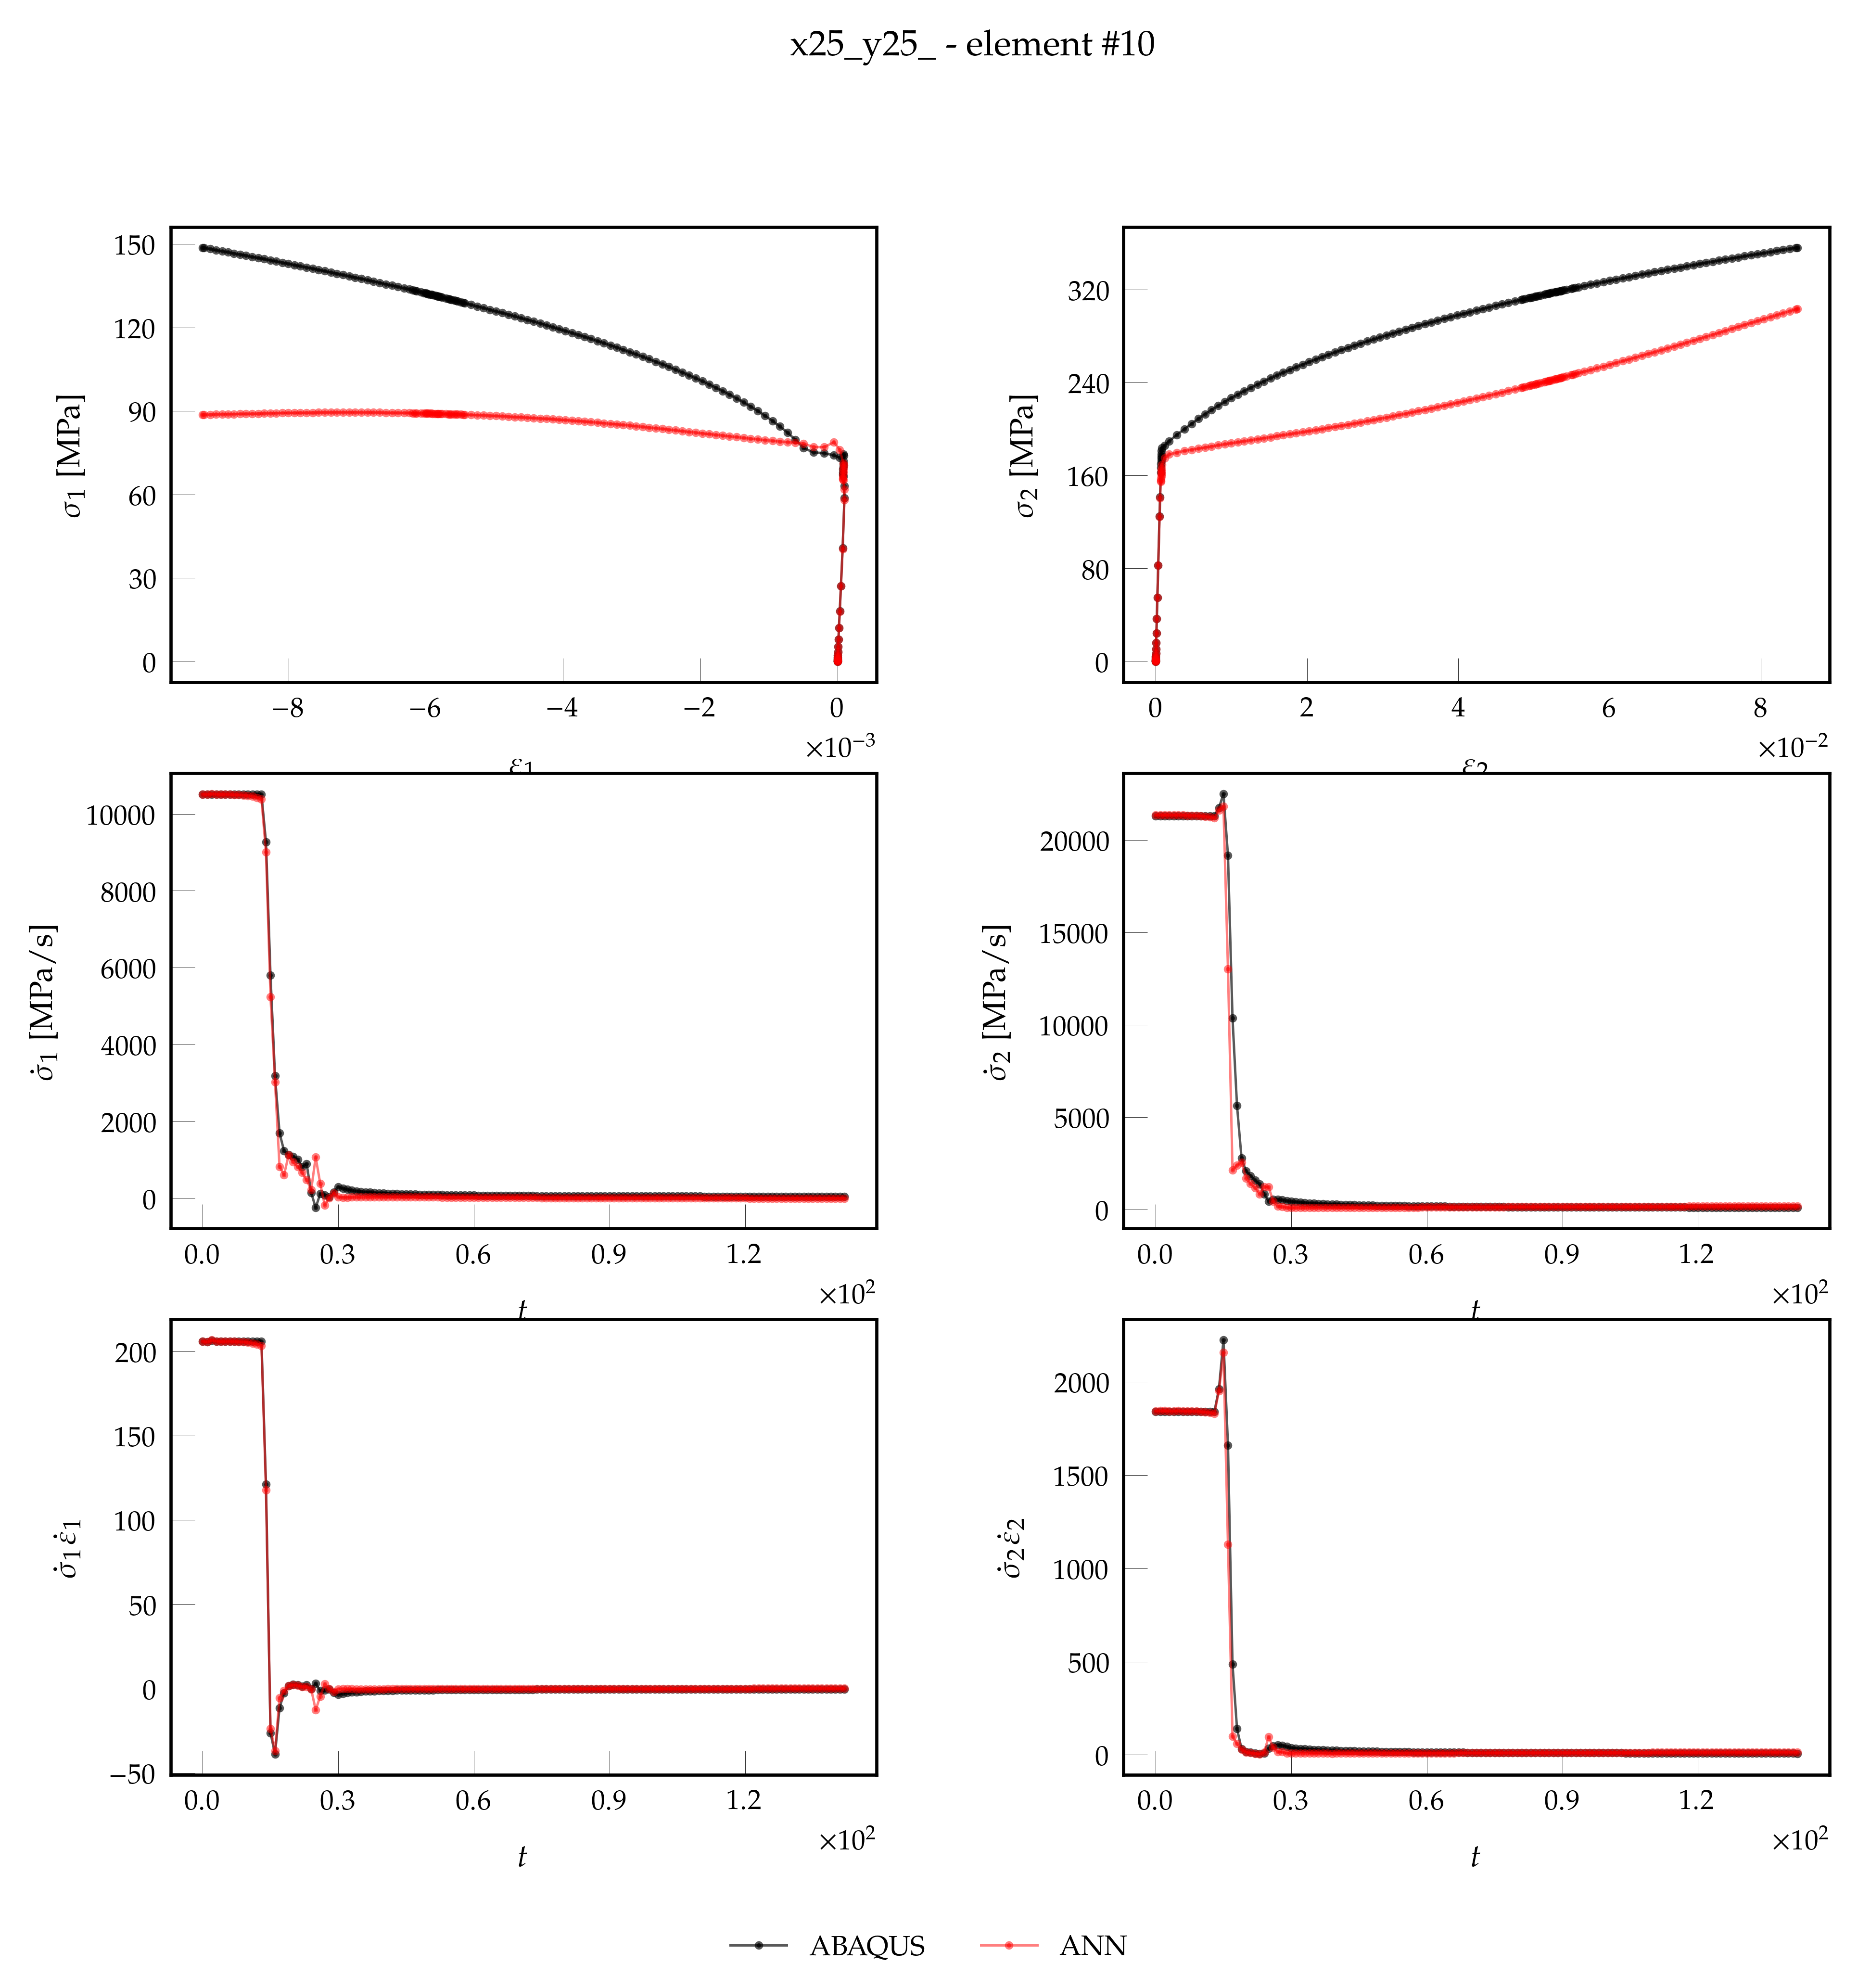 x25_y25_ - element #10
σ₁ [MPa]
150
120
90
60
30
0
−8 −6 −4 −2 0
×10⁻³
ε₁
σ₂ [MPa]
320
240
160
80
0
0 2 4 6 8
×10⁻²
ε₂
σ̇₁ [MPa/s]
10000
8000
6000
4000
2000
0
0.0 0.3 0.6 0.9 1.2
×10²
t
σ̇₂ [MPa/s]
20000
15000
10000
5000
0
0.0 0.3 0.6 0.9 1.2
×10²
t
σ̇₁ε̇₁
200
150
100
50
0
−50
0.0 0.3 0.6 0.9 1.2
×10²
t
σ̇₂ε̇₂
2000
1500
1000
500
0
0.0 0.3 0.6 0.9 1.2
×10²
t
ABAQUS ANN